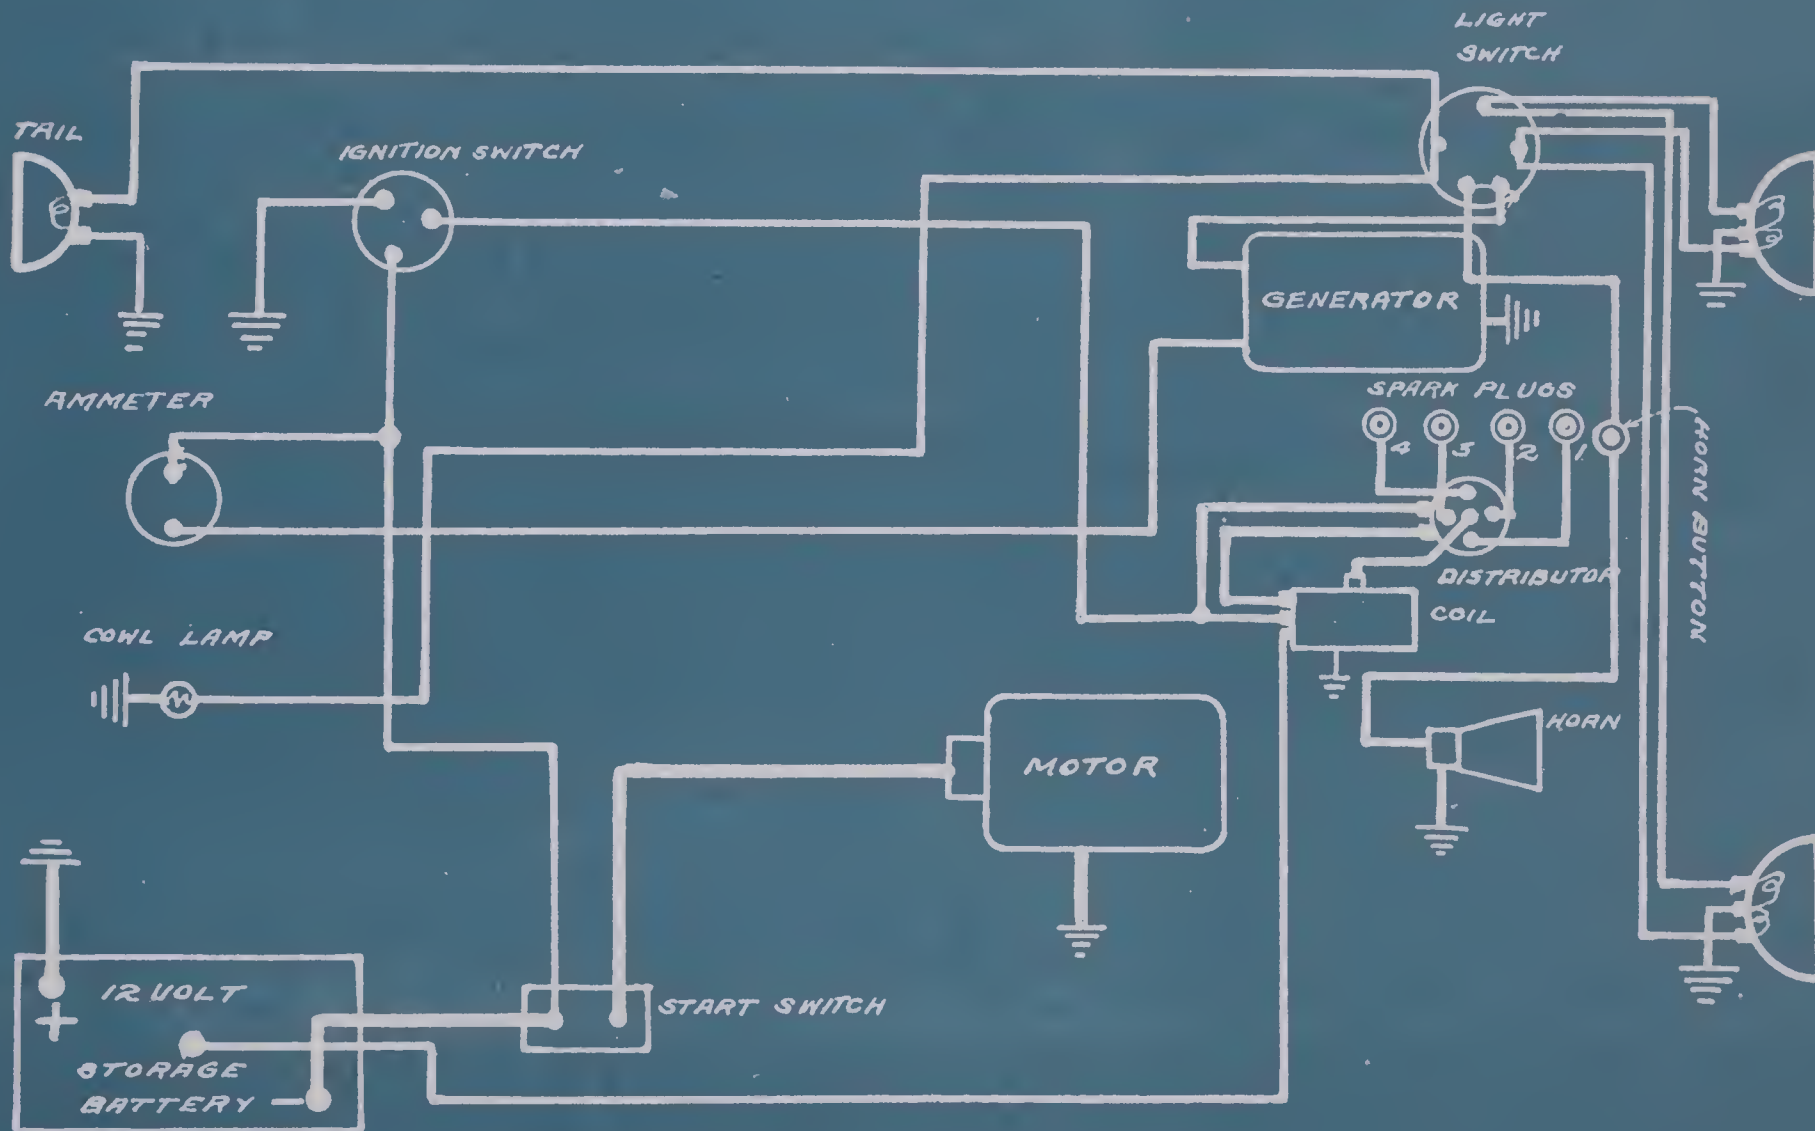 LIGHT
SWITCH
TAIL
IGNITION SWITCH
GENERATOR
AMMETER
SPARK PLUGS
4 3 2 1
HORN BUTTON
DISTRIBUTOR
COIL
COWL LAMP
HORN
MOTOR
12 VOLT
+
START SWITCH
STORAGE
BATTERY −